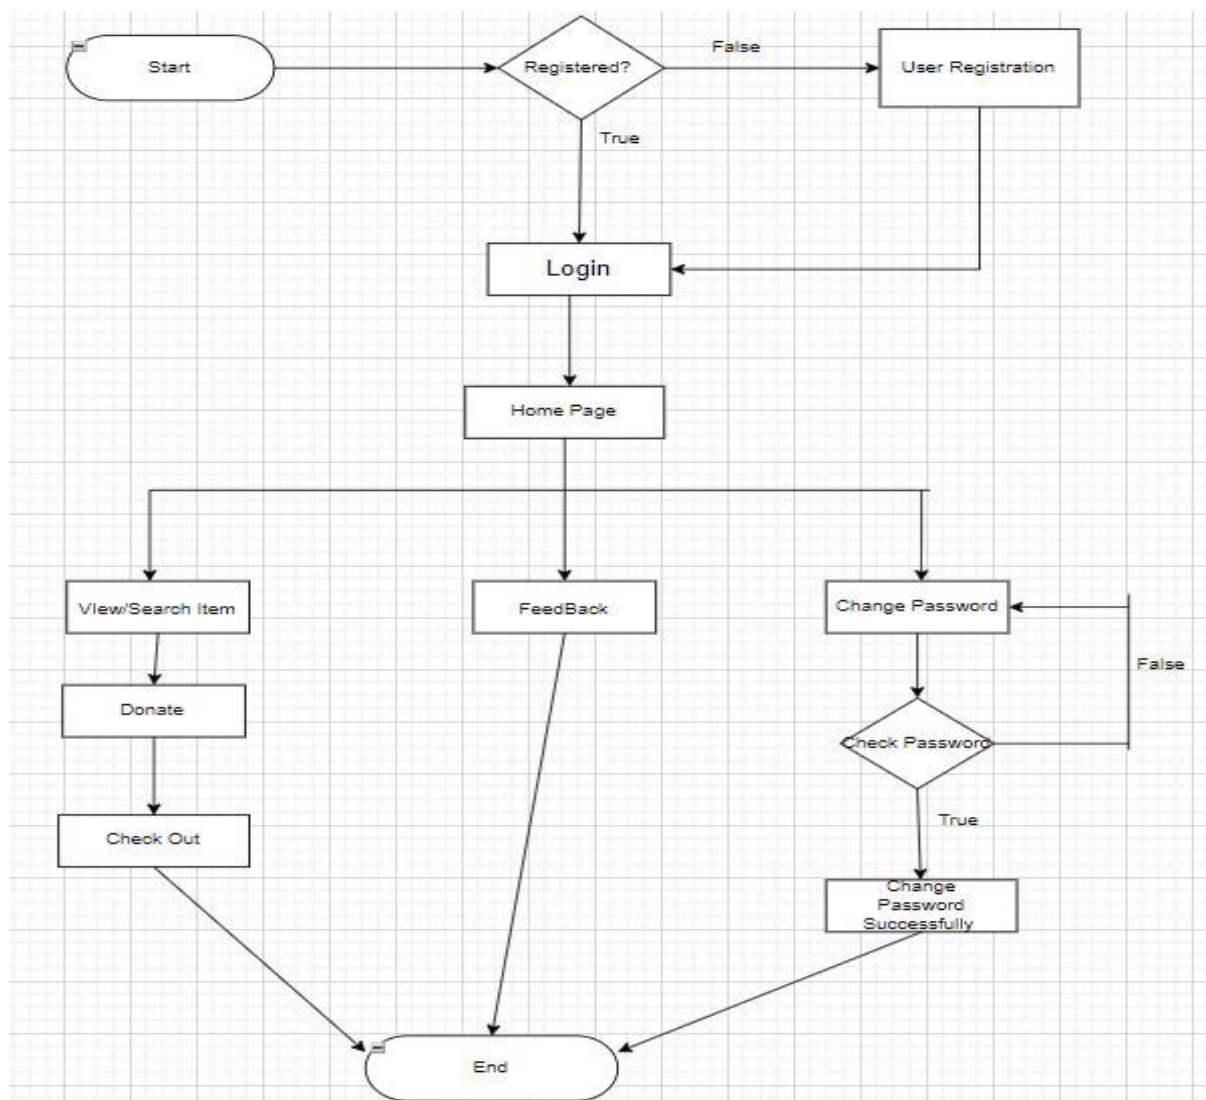 Start
Registered?
False
User Registration
True
Login
Home Page
VIew/Search Item
FeedBack
Change Password
False
Donate
Check Password
True
Check Out
Change
Password
Successfully
End